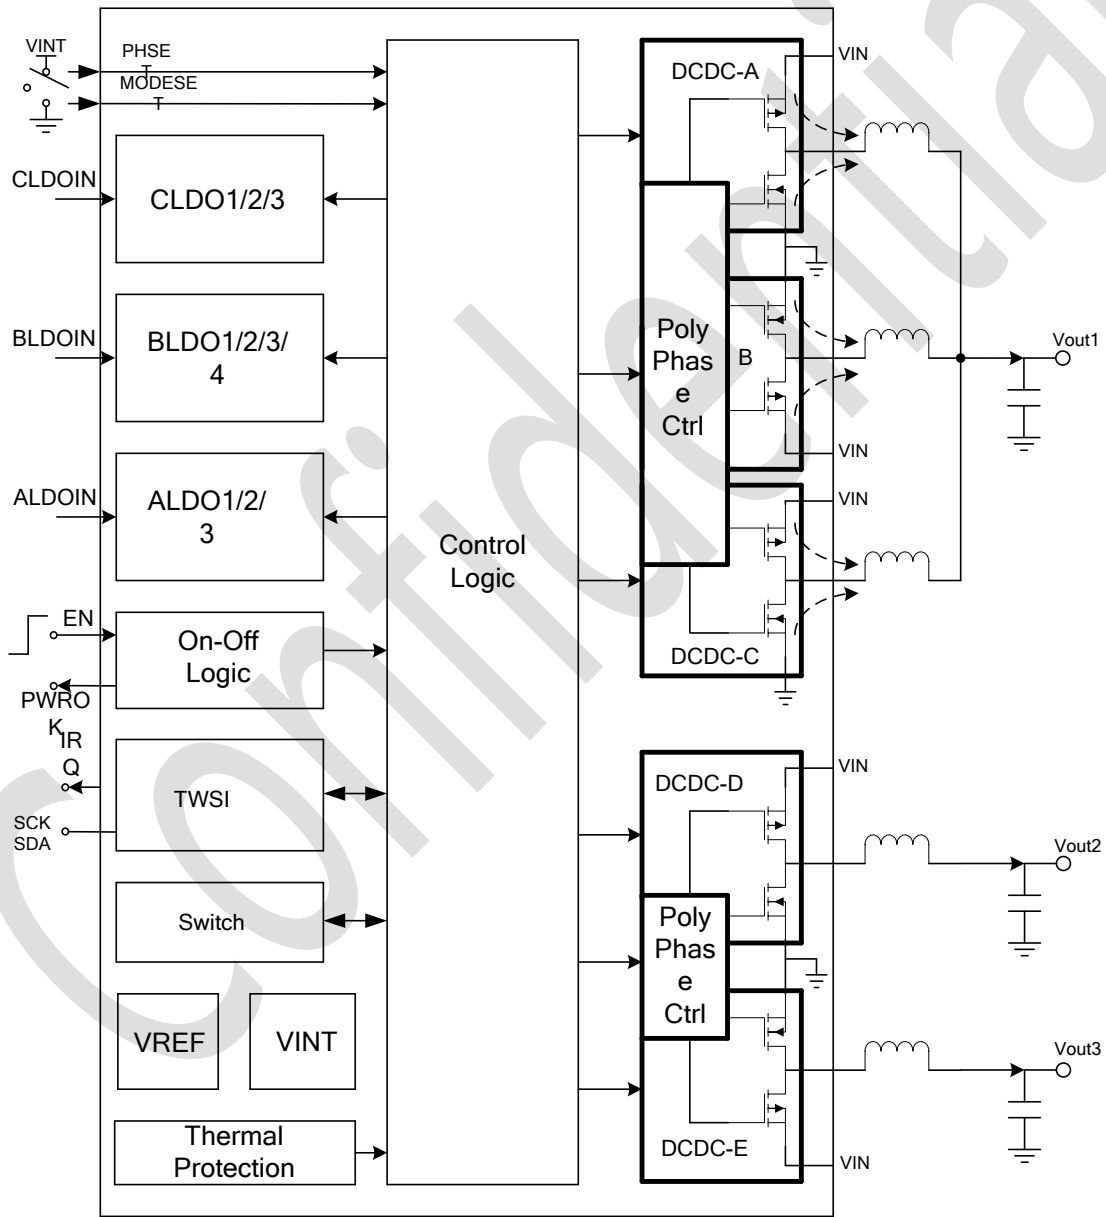 VINT
PHSE
MODESE
CLDOIN
CLDO1/2/3
BLDOIN
BLDO1/2/3/
4
ALDOIN
ALDO1/2/
3
EN
On-Off
Logic
PWRO
K
IR
Q
TWSI
SCK
SDA
Switch
VREF
VINT
Thermal
Protection
Control
Logic
DCDC-A
VIN
Poly
Phas
e
Ctrl
B
VIN
VIN
DCDC-C
Vout1
DCDC-D
VIN
Poly
Phas
e
Ctrl
Vout2
DCDC-E
VIN
Vout3
Confidential